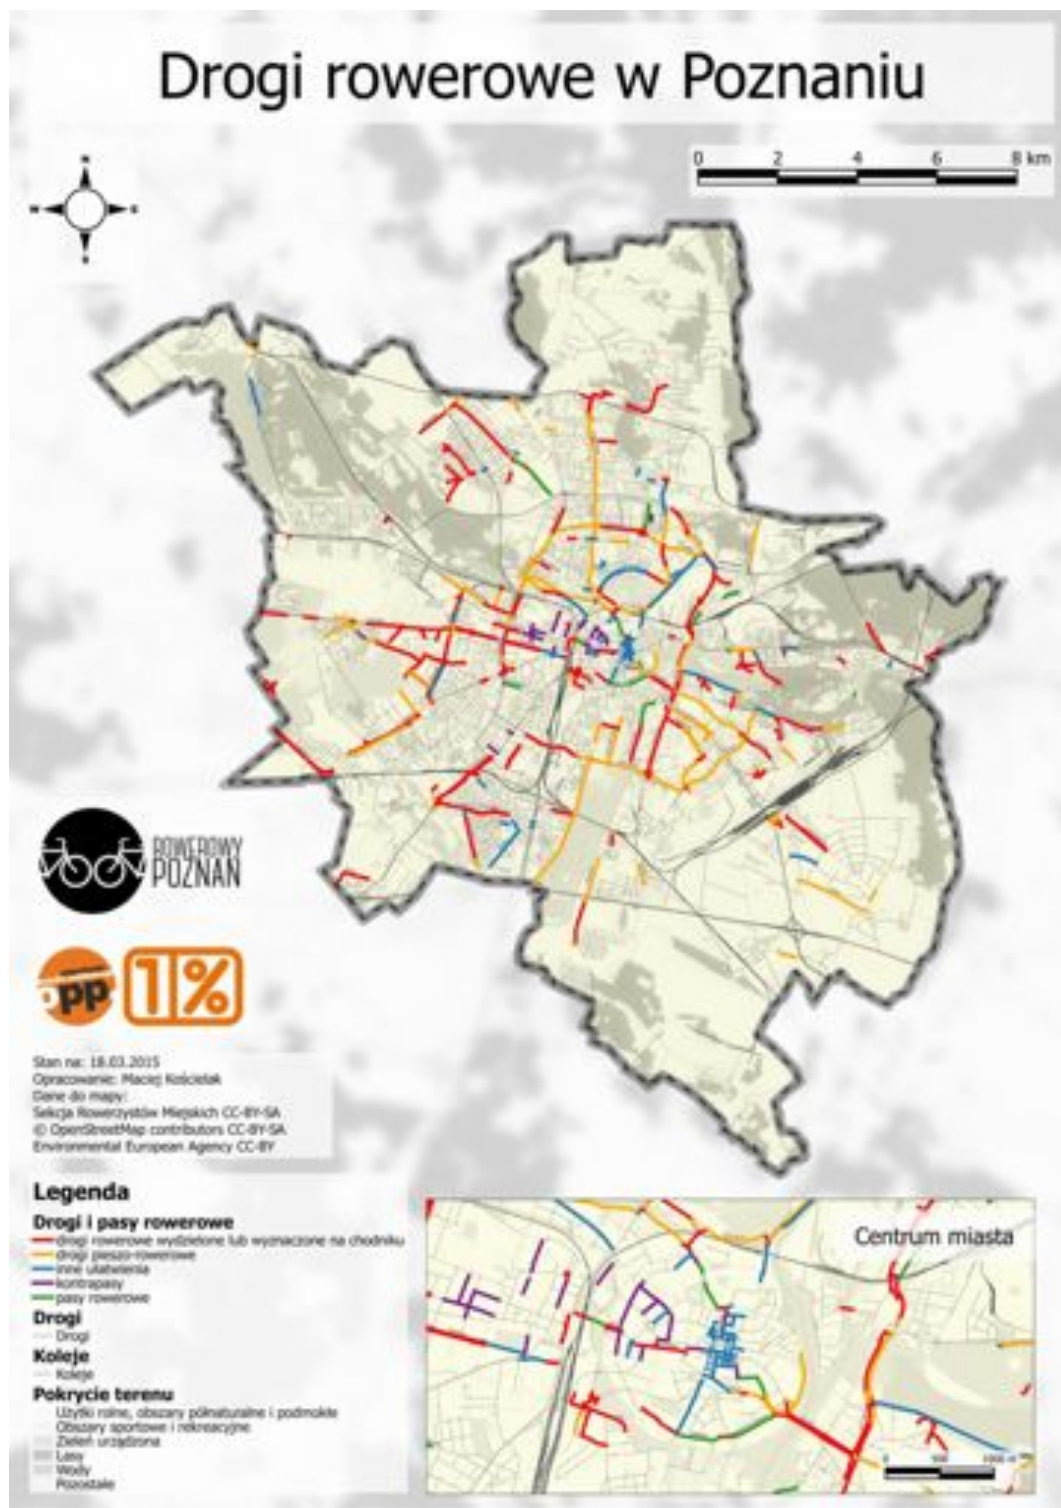 Drogi rowerowe w Poznaniu
N
W
E
S
0 2 4 6 8 km
ROWEROWY
POZNAN
opp 1%
Stan na: 18.03.2015
Opracowanie: Maciej Kościelak
Dane do mapy:
Sekcja Rowerzystów Miejskich CC-BY-SA
© OpenStreetMap contributors CC-BY-SA
Environmental European Agency CC-BY
Legenda
Drogi i pasy rowerowe
drogi rowerowe wydzielone lub wyznaczone na chodniku
drogi pieszo-rowerowe
inne ułatwienia
kontrapasy
pasy rowerowe
Drogi
Drogi
Koleje
Koleje
Pokrycie terenu
Użytki rolne, obszary półnaturalne i podmokłe
Obszary sportowe i rekreacyjne
Zieleń urządzona
Lasy
Wody
Pozostałe
Centrum miasta
0 500 1000 m